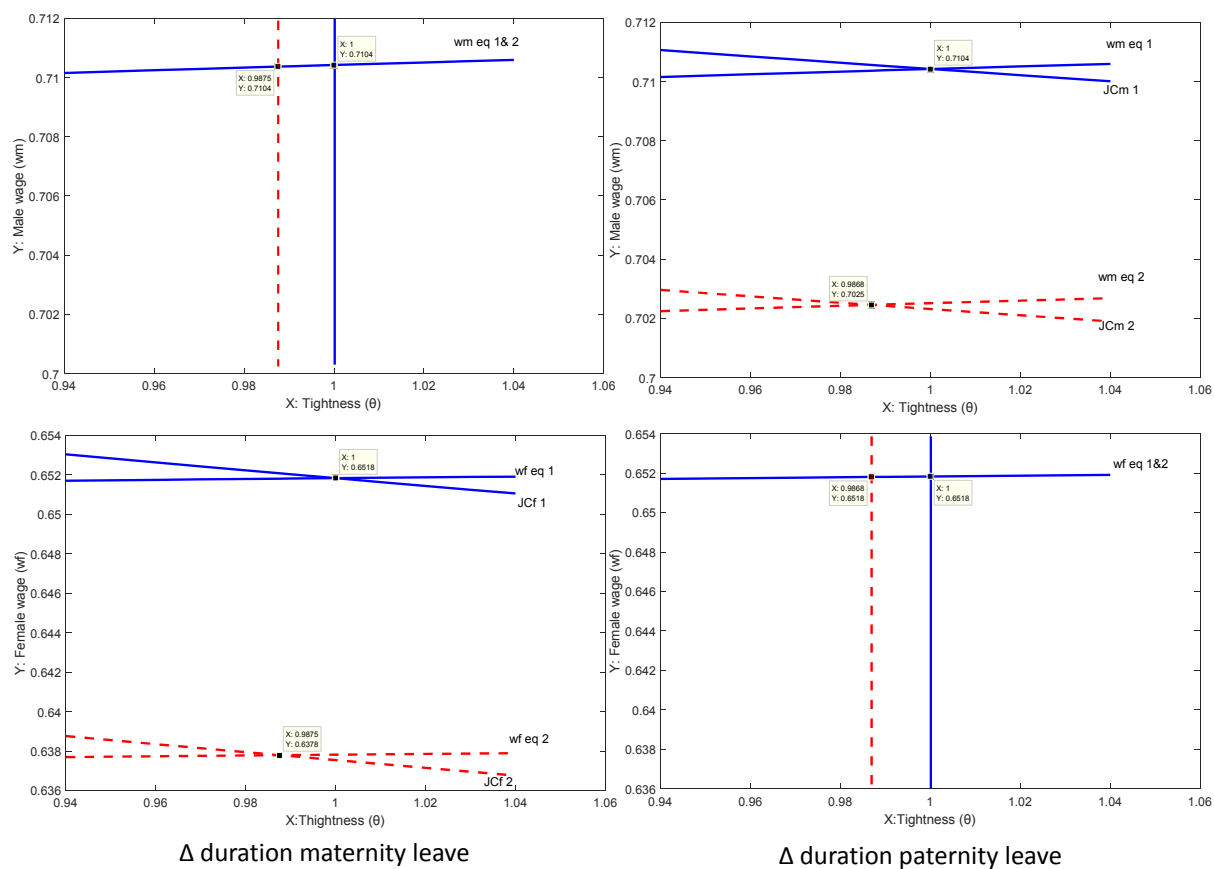 0.712
0.71
0.708
0.706
0.704
0.702
0.7
0.94
0.96
0.98
1
1.02
1.04
1.06
Y: Male wage (wm)
X: Tightness (θ)
wm eq 1& 2
X: 1
Y: 0.7104
X: 0.9875
Y: 0.7104
0.712
0.71
0.708
0.706
0.704
0.702
0.7
0.94
0.96
0.98
1
1.02
1.04
1.06
Y: Male wage (wm)
X: Tightness (θ)
wm eq 1
X: 1
Y: 0.7104
JCm 1
wm eq 2
X: 0.9868
Y: 0.7025
JCm 2
0.654
0.652
0.65
0.648
0.646
0.644
0.642
0.64
0.638
0.636
0.94
0.96
0.98
1
1.02
1.04
1.06
Y: Female wage (wf)
X:Thightness (θ)
X: 1
Y: 0.6518
wf eq 1
JCf 1
X: 0.9875
Y: 0.6378
wf eq 2
JCf 2
Δ duration maternity leave
0.654
0.652
0.65
0.648
0.646
0.644
0.642
0.64
0.638
0.636
0.94
0.96
0.98
1
1.02
1.04
1.06
Y: Female wage (wf)
X:Tightness (θ)
wf eq 1&2
X: 0.9868
Y: 0.6518
X: 1
Y: 0.6518
Δ duration paternity leave